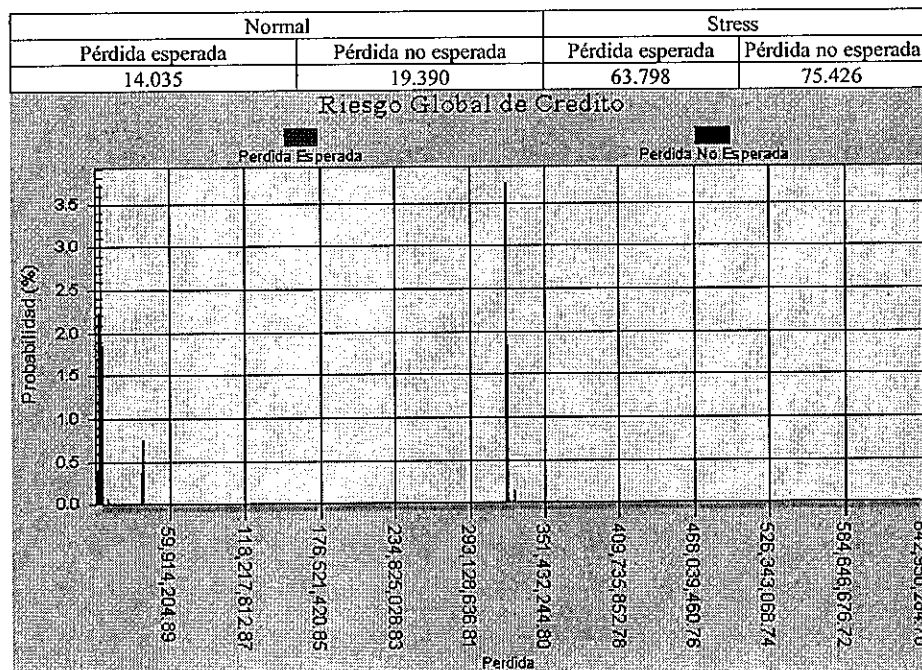 Normal Stress
Pérdida esperada Pérdida no esperada Pérdida esperada Pérdida no esperada
14.035 19.390 63.798 75.426
Riesgo Global de Credito
Perdida Esperada Perdida No Esperada
Probabilidad (%)
3.5
3.0
2.5
2.0
1.5
1.0
0.5
0.0
59,914,204.89
118,217,812.87
176,521,420.85
234,825,028.83
293,128,636.81
351,432,244.80
409,735,852.78
468,039,460.76
526,343,068.74
584,646,676.72
Perdida